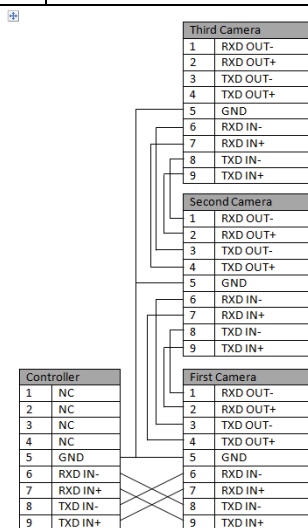 Third Camera
1 RXD OUT-
2 RXD OUT+
3 TXD OUT-
4 TXD OUT+
5 GND
6 RXD IN-
7 RXD IN+
8 TXD IN-
9 TXD IN+
Second Camera
1 RXD OUT-
2 RXD OUT+
3 TXD OUT-
4 TXD OUT+
5 GND
6 RXD IN-
7 RXD IN+
8 TXD IN-
9 TXD IN+
Controller
1 NC
2 NC
3 NC
4 NC
5 GND
6 RXD IN-
7 RXD IN+
8 TXD IN-
9 TXD IN+
First Camera
1 RXD OUT-
2 RXD OUT+
3 TXD OUT-
4 TXD OUT+
5 GND
6 RXD IN-
7 RXD IN+
8 TXD IN-
9 TXD IN+